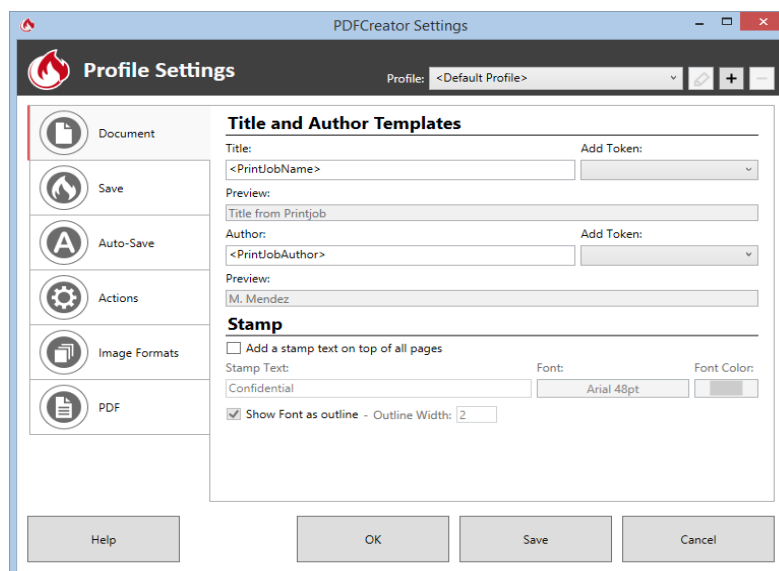 PDFCreator Settings
Profile Settings
Profile: <Default Profile>
Document
Save
Auto-Save
Actions
Image Formats
PDF
Title and Author Templates
Title: Add Token:
<PrintJobName>
Preview:
Title from Printjob
Author: Add Token:
<PrintJobAuthor>
Preview:
M. Mendez
Stamp
Add a stamp text on top of all pages
Stamp Text: Font: Font Color:
Confidential Arial 48pt
Show Font as outline - Outline Width: 2
Help OK Save Cancel